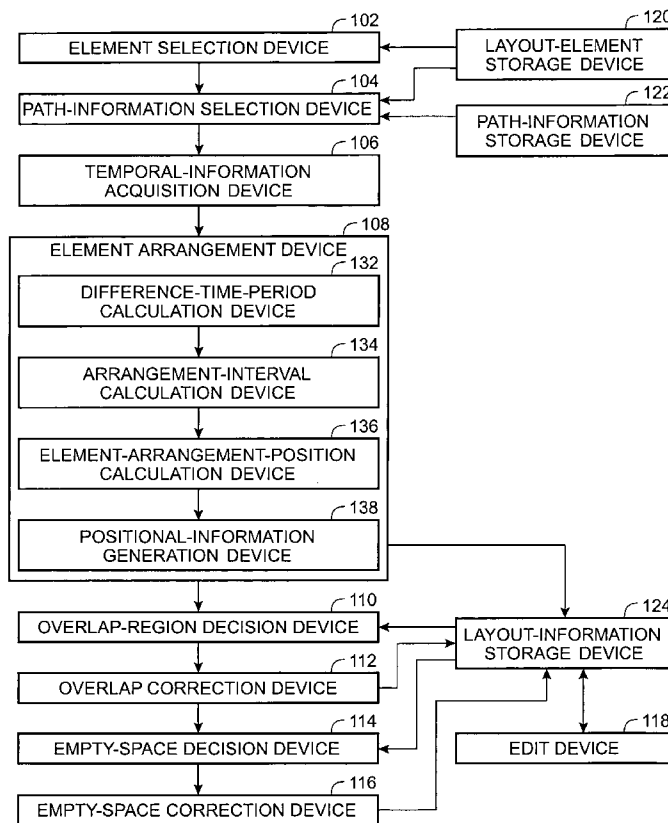 102
ELEMENT SELECTION DEVICE
120
LAYOUT-ELEMENT
STORAGE DEVICE
104
PATH-INFORMATION SELECTION DEVICE
122
PATH-INFORMATION
STORAGE DEVICE
106
TEMPORAL-INFORMATION
ACQUISITION DEVICE
108
ELEMENT ARRANGEMENT DEVICE
132
DIFFERENCE-TIME-PERIOD
CALCULATION DEVICE
134
ARRANGEMENT-INTERVAL
CALCULATION DEVICE
136
ELEMENT-ARRANGEMENT-POSITION
CALCULATION DEVICE
138
POSITIONAL-INFORMATION
GENERATION DEVICE
110
OVERLAP-REGION DECISION DEVICE
124
LAYOUT-INFORMATION
STORAGE DEVICE
112
OVERLAP CORRECTION DEVICE
114
EMPTY-SPACE DECISION DEVICE
118
EDIT DEVICE
116
EMPTY-SPACE CORRECTION DEVICE